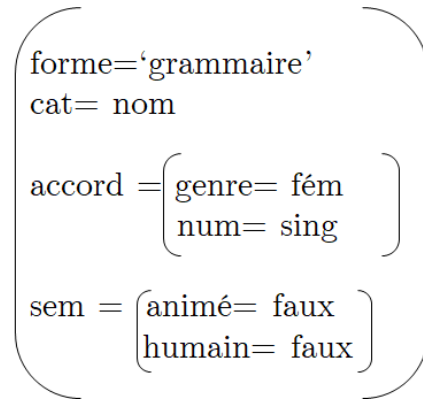 forme=‘grammaire’
cat= nom
accord = genre= fém
num= sing
sem = animé= faux
humain= faux